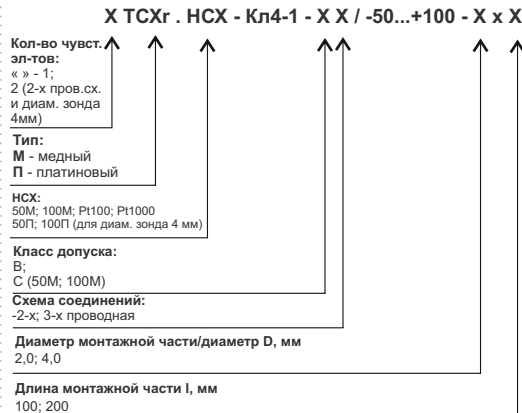 X TCXr . HCX - Кл4-1 - X X / -50...+100 - X x X
Кол-во чувст.
эл-тов:
« » - 1;
2 (2-х пров.сх.
и диам. зонда
4мм)
Тип:
М - медный
П - платиновый
НСХ:
50М; 100М; Pt100; Pt1000
50П; 100П (для диам. зонда 4 мм)
Класс допуска:
В;
С (50М; 100М)
Схема соединений:
-2-х; 3-х проводная
Диаметр монтажной части/диаметр D, мм
2,0; 4,0
Длина монтажной части l, мм
100; 200